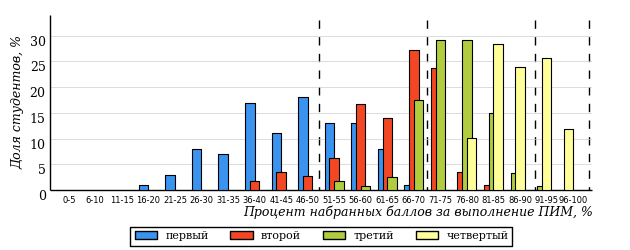 Доля студентов, %
30
25
20
15
10
5
0
0-5 6-10 11-15 16-20 21-25 26-30 31-35 36-40 41-45 46-50 51-55 56-60 61-65 66-70 71-75 76-80 81-85 86-90 91-95 96-100
Процент набранных баллов за выполнение ПИМ, %
первый второй третий четвертый